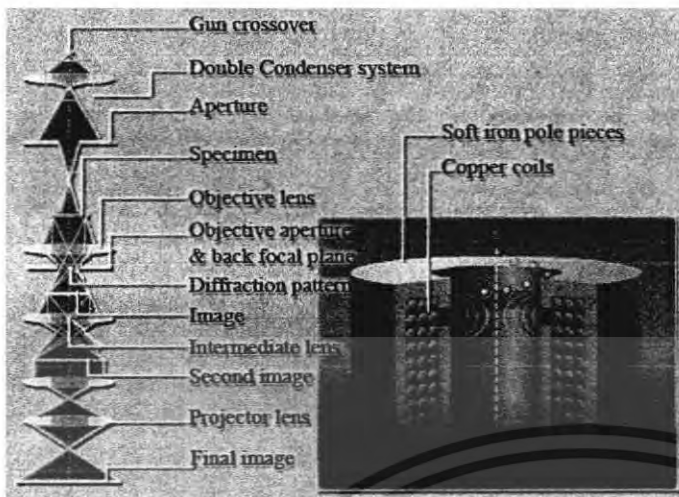 Gun crossover
Double Condenser system
Aperture
Specimen
Objective lens
Objective aperture
& back focal plane
Diffraction pattern
Image
Intermediate lens
Second image
Projector lens
Final image
Soft iron pole pieces
Copper coils